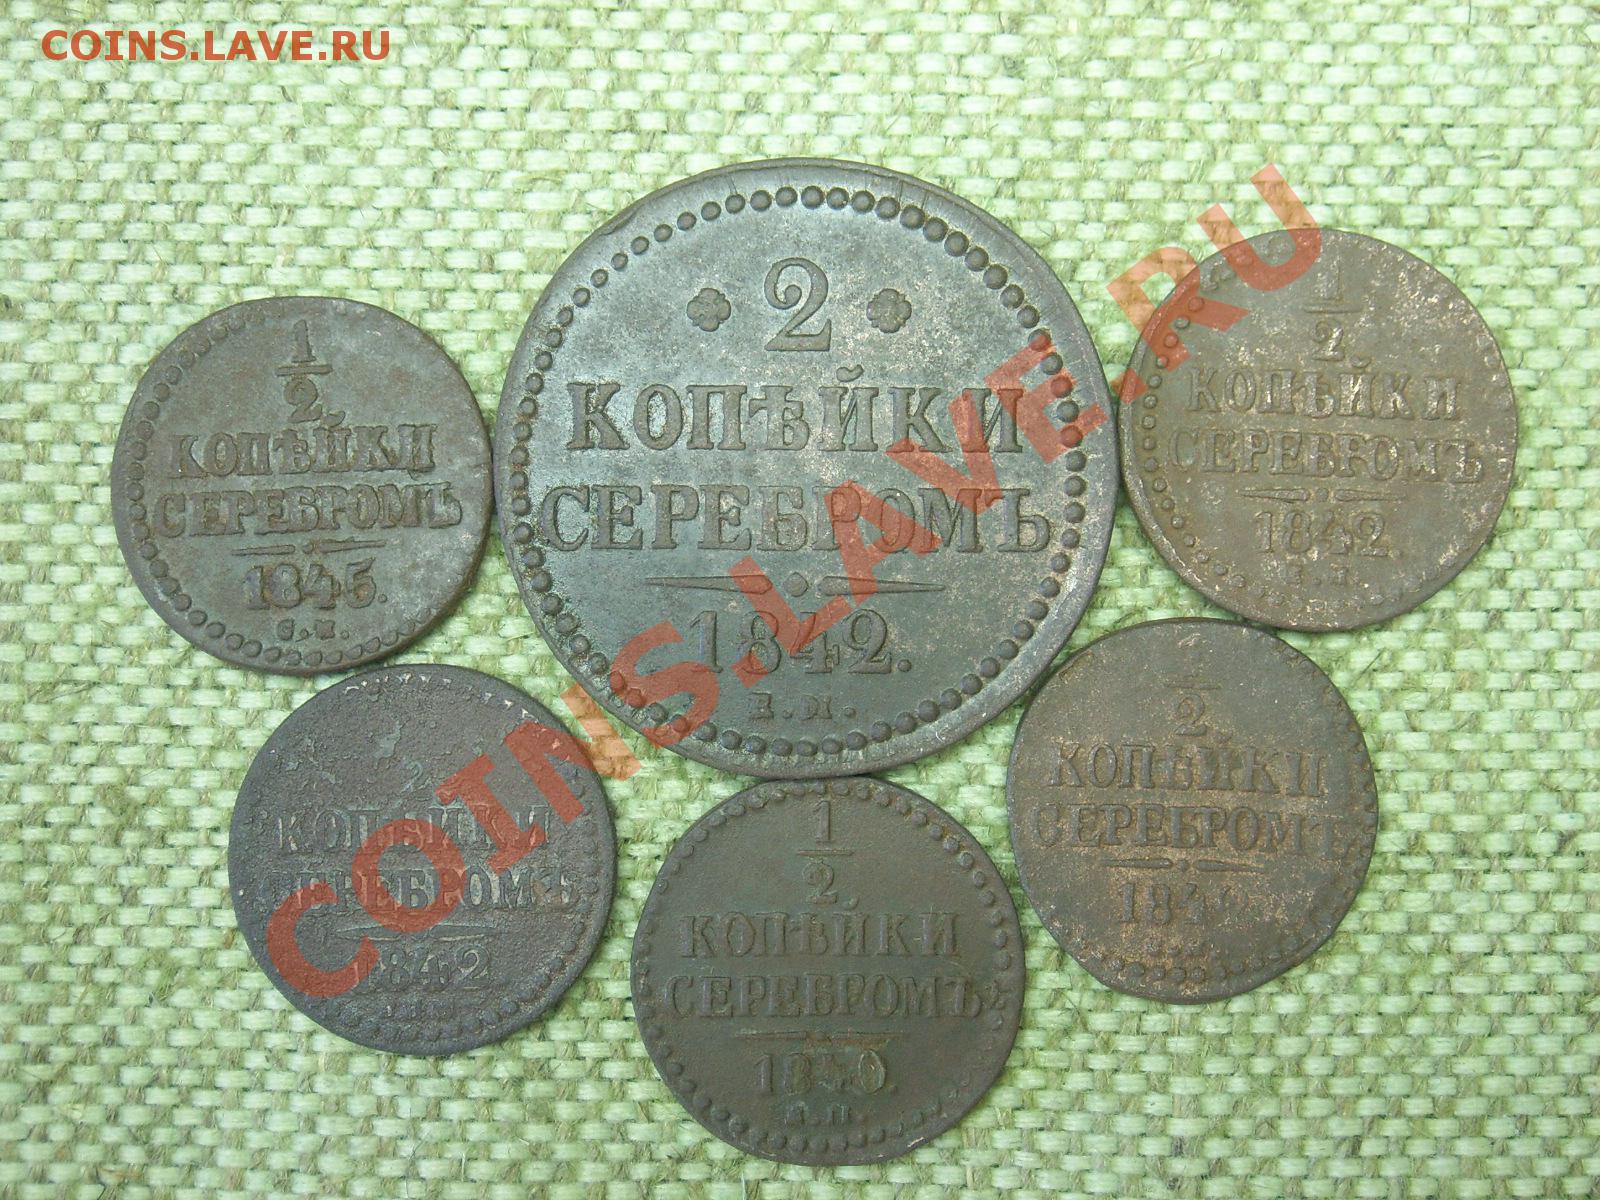 COINS.LAVE.RU
2
КОПѢЙКИ
СЕРЕБРОМЪ
1842.
Е.М.
1
2
КОПѢЙКИ
СЕРЕБРОМЪ
1845.
С.М.
1
2
КОПѢЙКИ
СЕРЕБРОМЪ
1842.
Е.М.
2
КОПѢЙКИ
СЕРЕБРОМЪ
1842
1
2
КОПѢЙКИ
СЕРЕБРОМЪ
1840.
2
КОПѢЙКИ
СЕРЕБРОМЪ
COINS.LAVE.RU